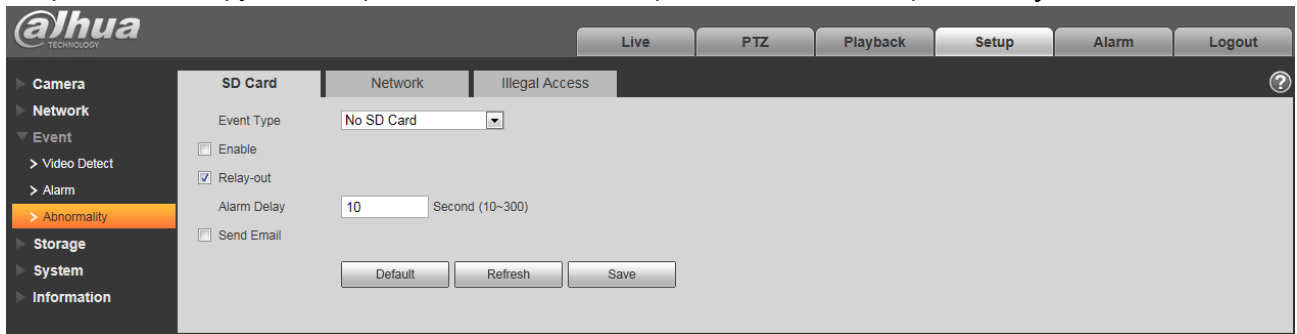 alhua
TECHNOLOGY
Live PTZ Playback Setup Alarm Logout
Camera
Network
Event
> Video Detect
> Alarm
> Abnormality
Storage
System
Information
SD Card Network Illegal Access ?
Event Type No SD Card
Enable
Relay-out
Alarm Delay 10 Second (10~300)
Send Email
Default Refresh Save